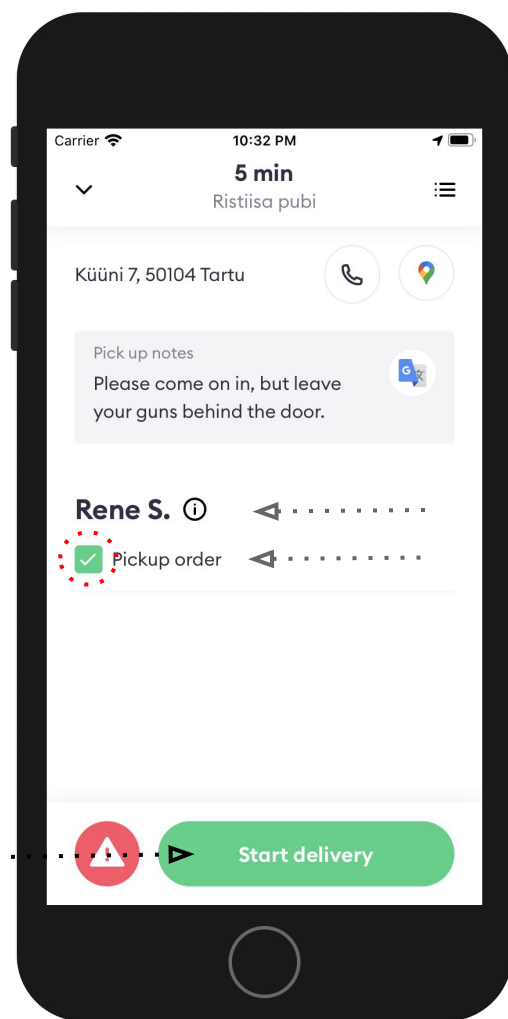 Carrier 10:32 PM
5 min
Ristiisa pubi
Küüni 7, 50104 Tartu
Pick up notes
Please come on in, but leave
your guns behind the door.
Rene S.
Pickup order
Start delivery